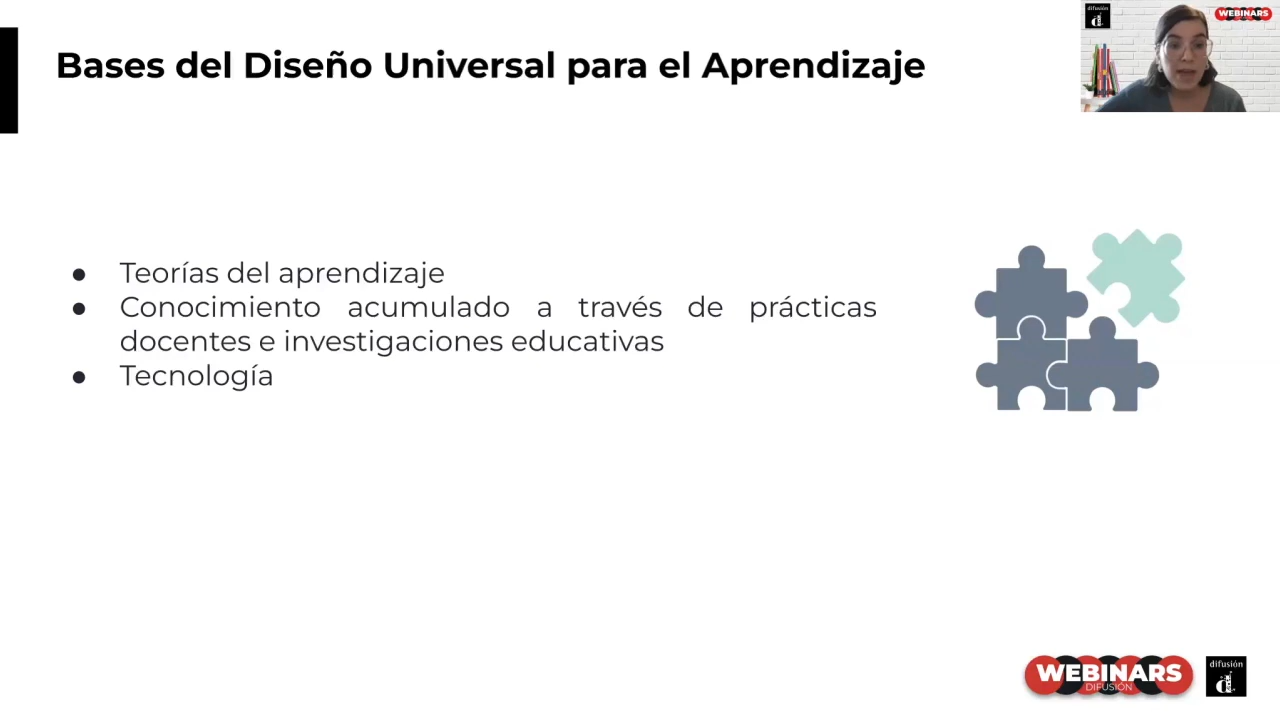 Bases del Diseño Universal para el Aprendizaje
difusión
WEBINARS
● Teorías del aprendizaje
● Conocimiento acumulado a través de prácticas
docentes e investigaciones educativas
● Tecnología
WEBINARS
DIFUSIÓN
difusión